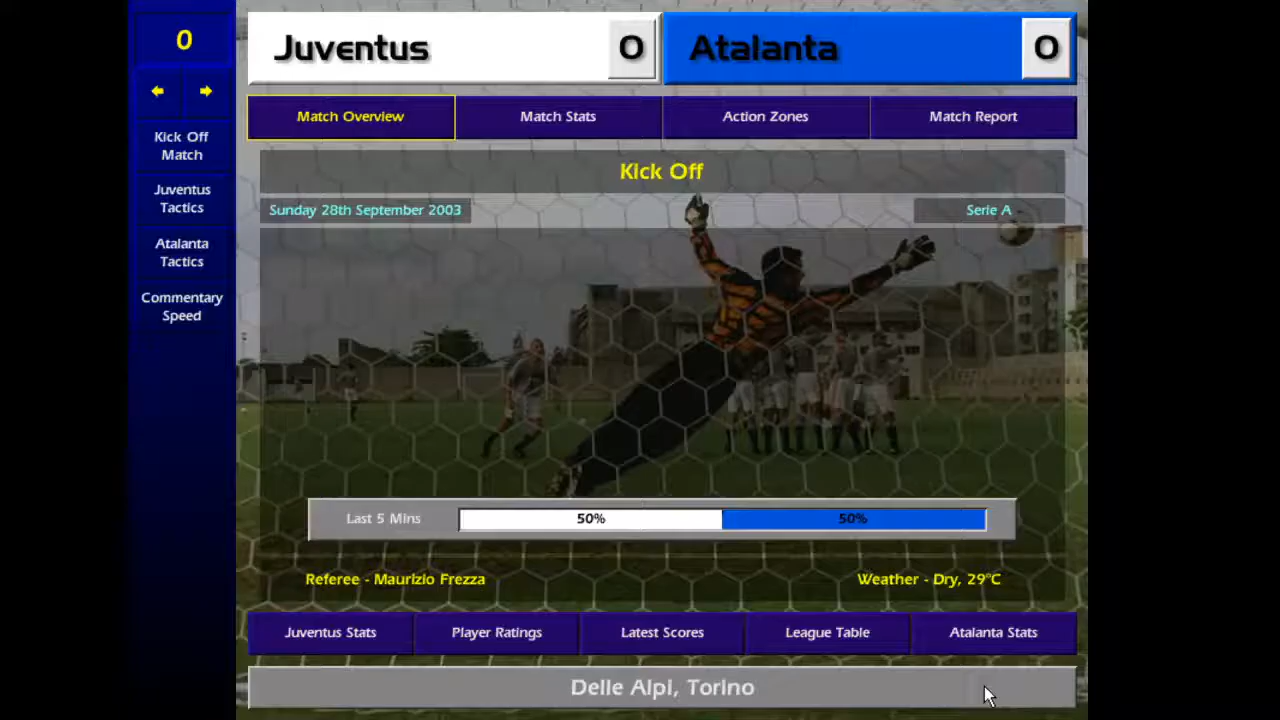 0
Kick Off
Match
Juventus
Tactics
Atalanta
Tactics
Commentary
Speed
Juventus 0 Atalanta 0
Match Overview Match Stats Action Zones Match Report
Kick Off
Sunday 28th September 2003 Serie A
Last 5 Mins 50% 50%
Referee - Maurizio Frezza Weather - Dry, 29°C
Juventus Stats Player Ratings Latest Scores League Table Atalanta Stats
Delle Alpi, Torino